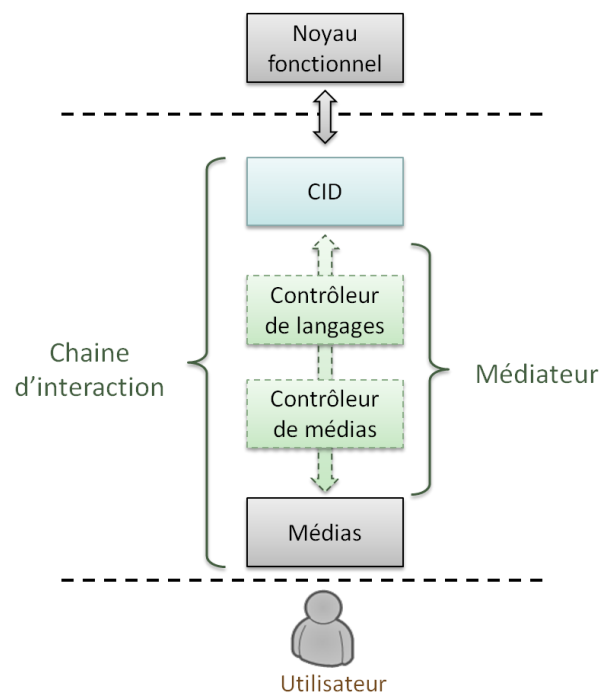 Noyau
fonctionnel
CID
Contrôleur
de langages
Chaine
d'interaction
Médiateur
Contrôleur
de médias
Médias
Utilisateur